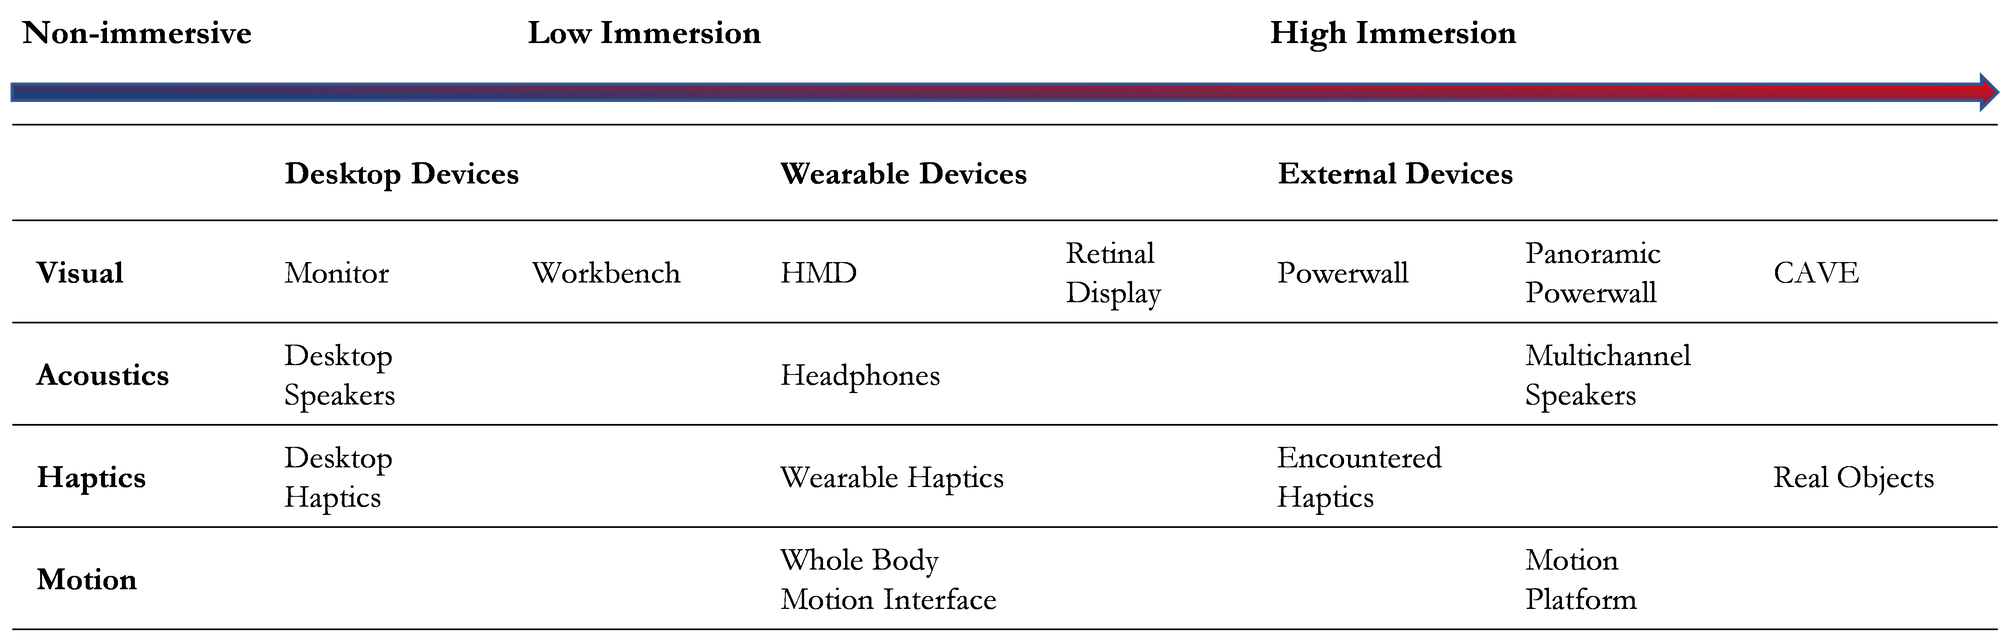 Non-immersive Low Immersion High Immersion
Desktop Devices Wearable Devices External Devices
Visual Monitor Workbench HMD Retinal Display Powerwall Panoramic Powerwall CAVE
Acoustics Desktop Speakers Headphones Multichannel Speakers
Haptics Desktop Haptics Wearable Haptics Encountered Haptics Real Objects
Motion Whole Body Motion Interface Motion Platform